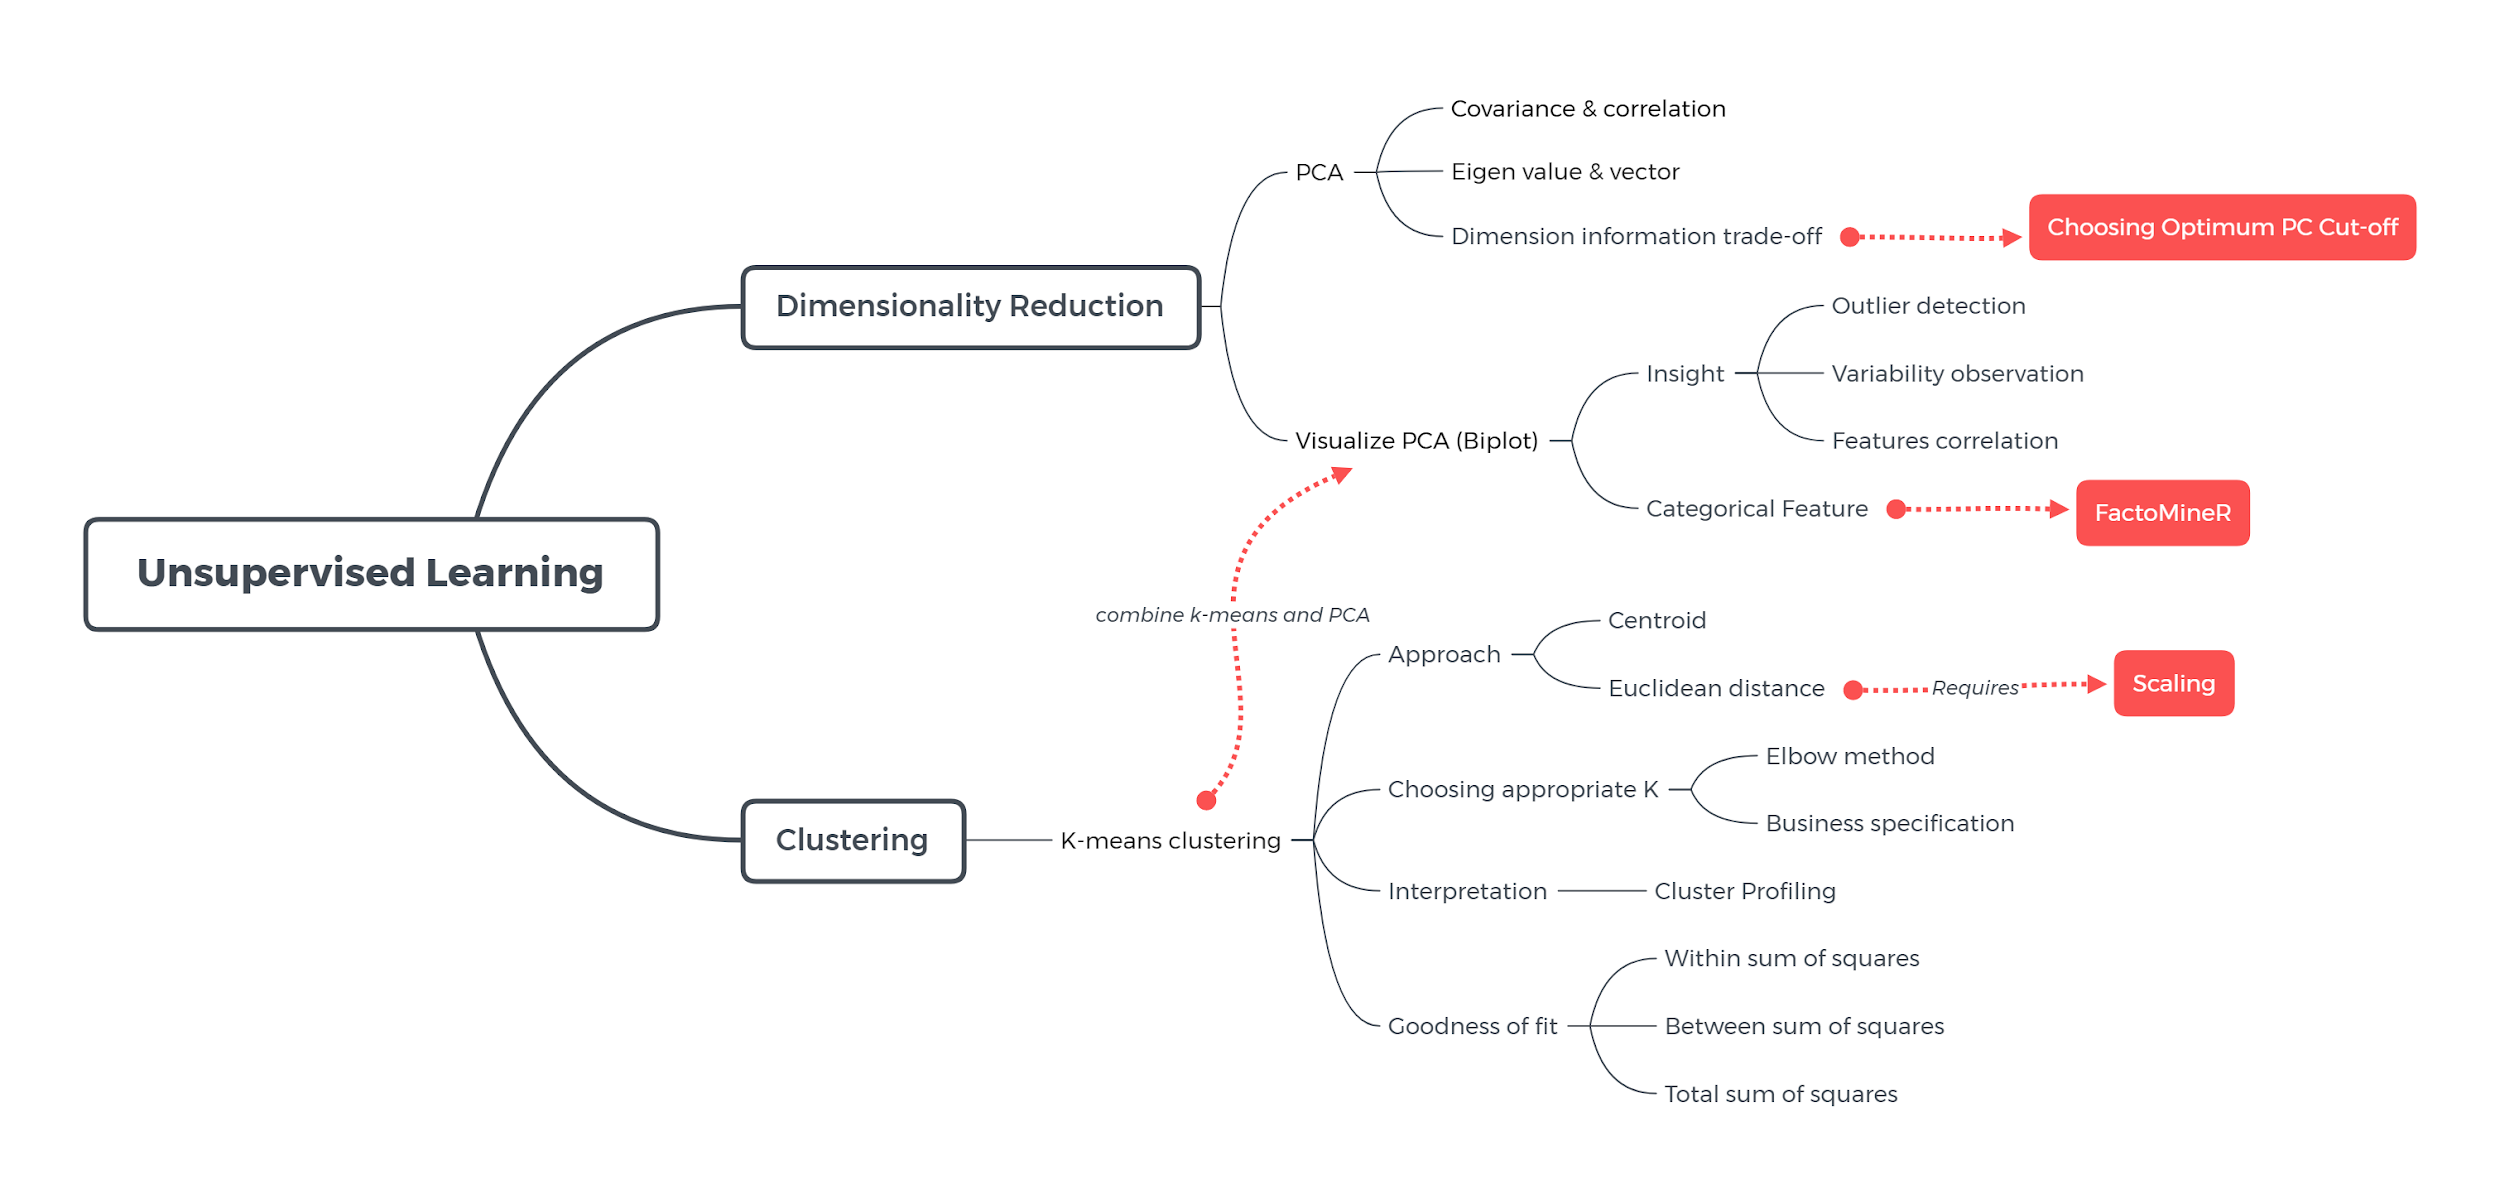 Unsupervised Learning
Dimensionality Reduction
PCA
Covariance & correlation
Eigen value & vector
Dimension information trade-off
Choosing Optimum PC Cut-off
Visualize PCA (Biplot)
Insight
Outlier detection
Variability observation
Features correlation
Categorical Feature
FactoMineR
combine k-means and PCA
Clustering
K-means clustering
Approach
Centroid
Euclidean distance
Requires
Scaling
Choosing appropriate K
Elbow method
Business specification
Interpretation
Cluster Profiling
Goodness of fit
Within sum of squares
Between sum of squares
Total sum of squares